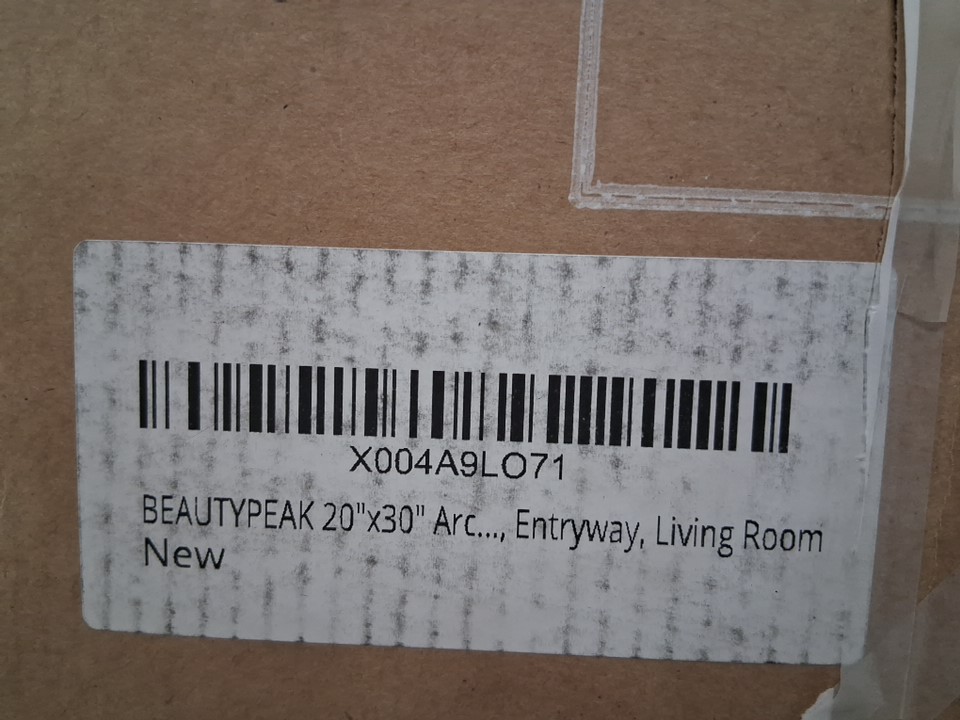 X004A9LO71
BEAUTYPEAK 20"x30" Arc..., Entryway, Living Room
New